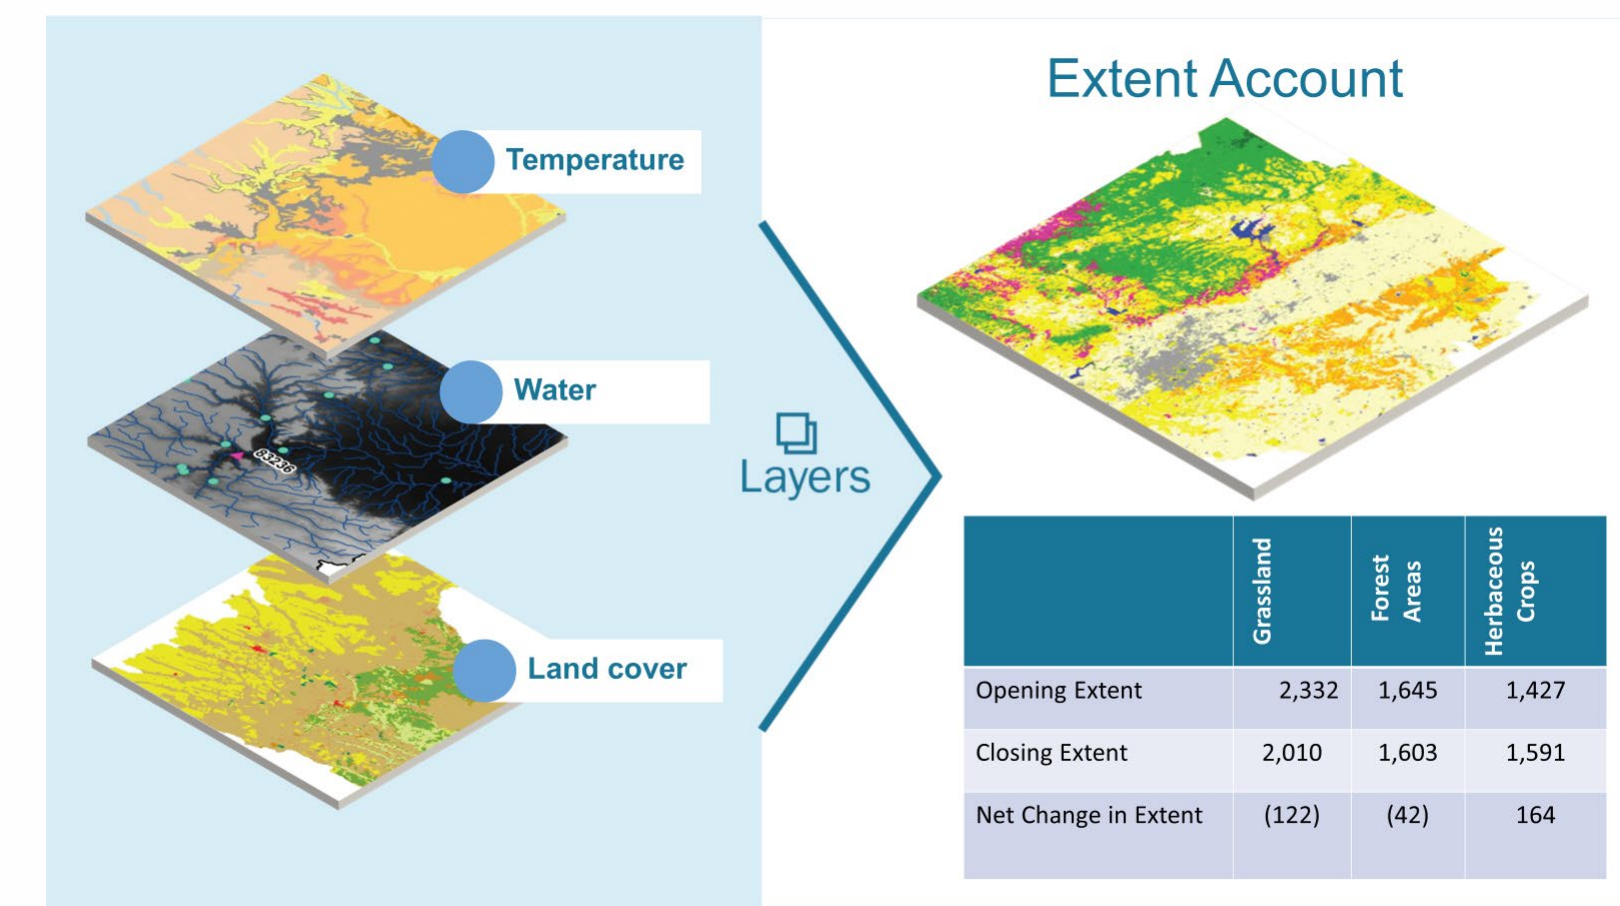 Temperature
Water
83236
Land cover
Layers
Extent Account
Grassland
Forest
Areas
Herbaceous
Crops
Opening Extent 2,332 1,645 1,427
Closing Extent 2,010 1,603 1,591
Net Change in Extent (122) (42) 164